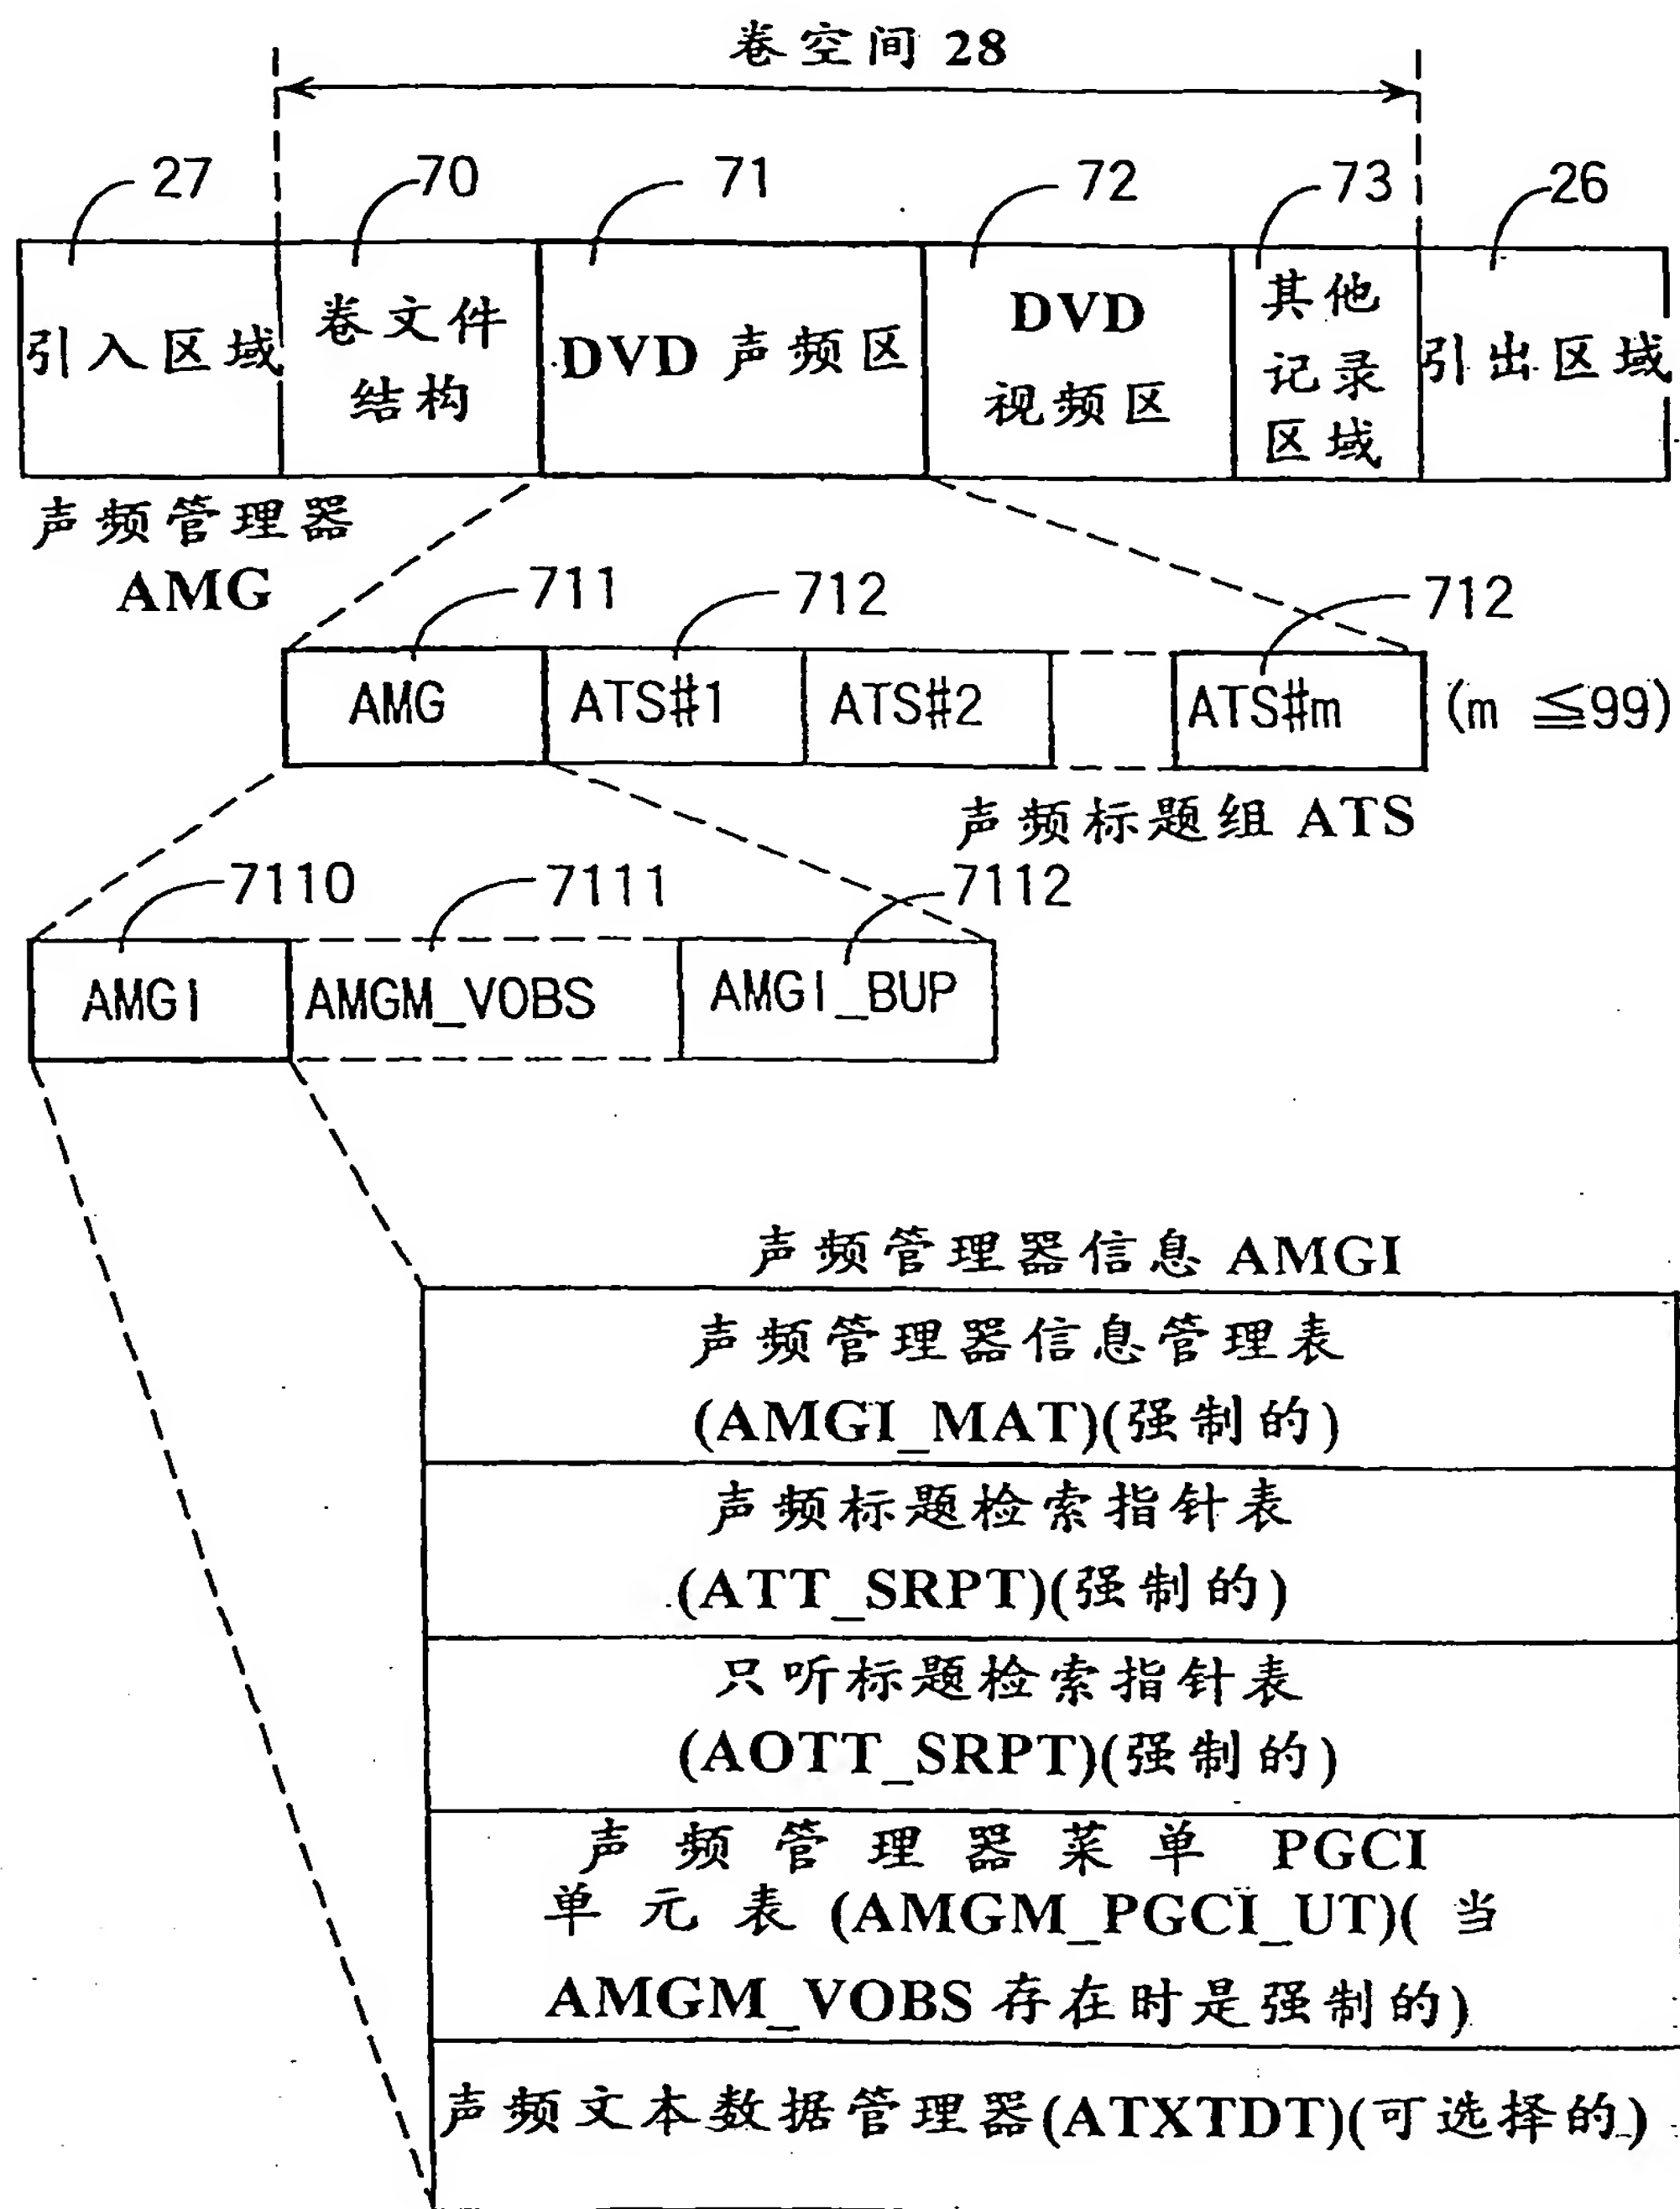 卷空间 28
27
70
71
72
73
26
引入区域
卷文件
结构
DVD 声频区
DVD
视频区
其他
记录
区域
引出区域
声频管理器
AMG
711
712
712
AMG
ATS#1
ATS#2
ATS#m
(m ≦99)
声频标题组 ATS
7110
7111
7112
AMGI
AMGM_VOBS
AMGI_BUP
声频管理器信息 AMGI
声频管理器信息管理表
(AMGI_MAT)(强制的)
声频标题检索指针表
(ATT_SRPT)(强制的)
只听标题检索指针表
(AOTT_SRPT)(强制的)
声频管理器菜单 PGCI
单元表 (AMGM_PGCI_UT)(当
AMGM_VOBS 存在时是强制的)
声频文本数据管理器(ATXTDT)(可选择的)